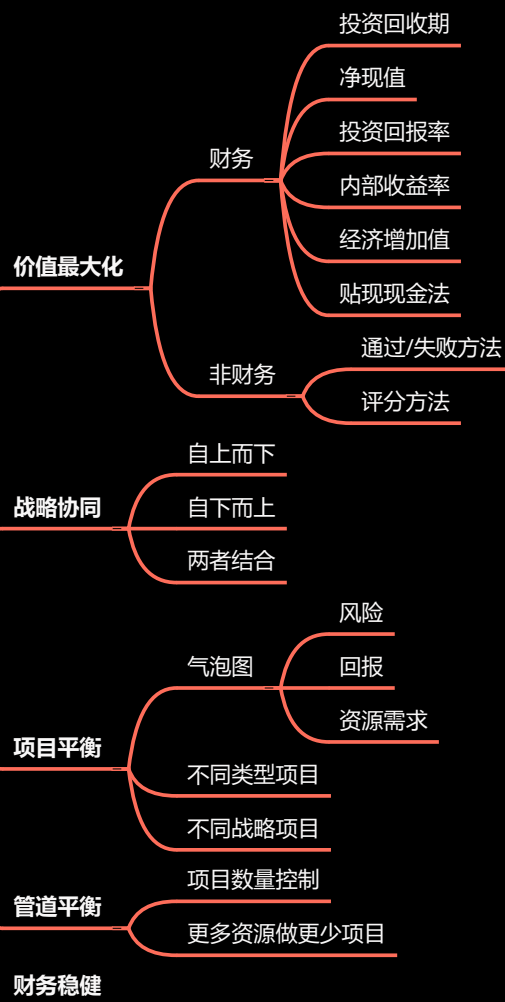 价值最大化
财务
投资回收期
净现值
投资回报率
内部收益率
经济增加值
贴现现金法
非财务
通过/失败方法
评分方法
战略协同
自上而下
自下而上
两者结合
项目平衡
气泡图
风险
回报
资源需求
不同类型项目
不同战略项目
管道平衡
项目数量控制
更多资源做更少项目
财务稳健